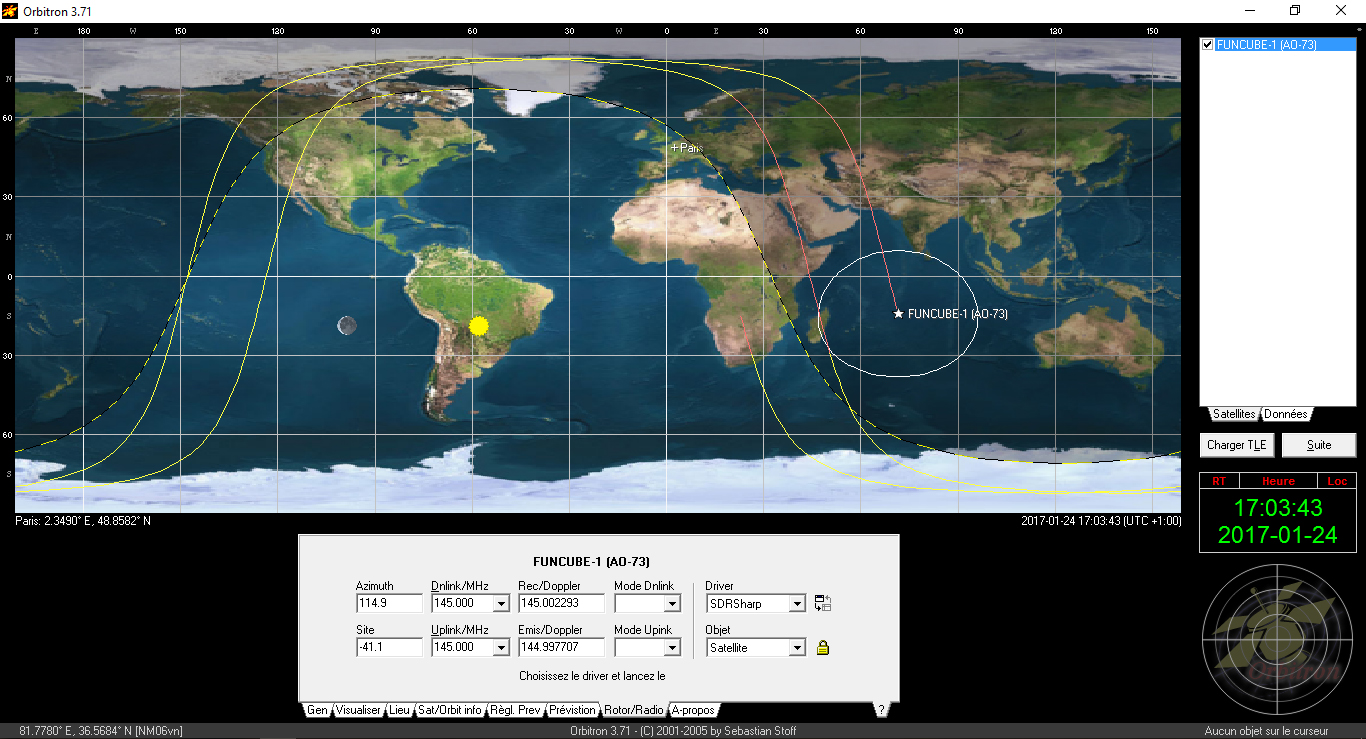 Orbitron 3.71
E 180 W 150 120 90 60 30 W 0 E 30 60 90 120 150
FUNCUBE-1 (AO-73)
N
60
+ Paris
30
N
0
S
FUNCUBE-1 (AO-73)
30
60
S
Satellites Données
Charger TLE Suite
RT Heure Loc
17:03:43
2017-01-24
Paris: 2.3490° E, 48.8582° N
2017-01-24 17:03:43 (UTC +1:00)
FUNCUBE-1 (AO-73)
Azimuth Dnlink/MHz Rec/Doppler Mode Dnlink Driver
114.9 145.000 145.002293 SDRSharp
Site Uplink/MHz Emis/Doppler Mode Upink Objet
-41.1 145.000 144.997707 Satellite
Choisissez le driver et lancez le
Orbitron
Gen Visualiser Lieu Sat/Orbit info Règl. Prev Prévistion Rotor/Radio A-propos ?
81.7780° E, 36.5684° N [NM06vn]
Orbitron 3.71 - (C) 2001-2005 by Sebastian Stoff
Aucun objet sur le curseur